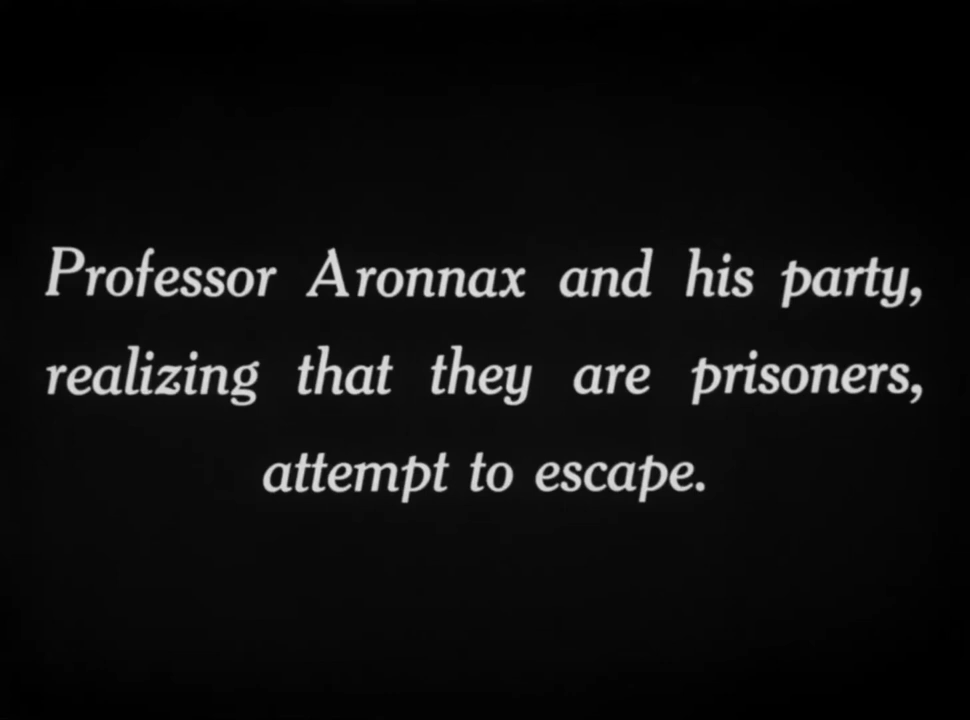 Professor Aronnax and his party,
realizing that they are prisoners,
attempt to escape.